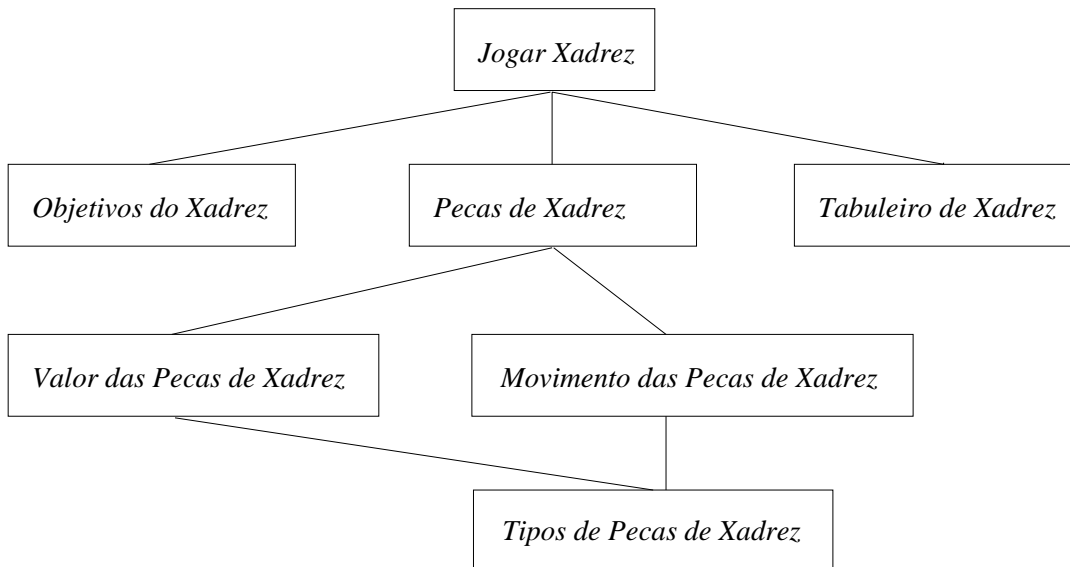 Jogar Xadrez
Objetivos do Xadrez
Pecas de Xadrez
Tabuleiro de Xadrez
Valor das Pecas de Xadrez
Movimento das Pecas de Xadrez
Tipos de Pecas de Xadrez